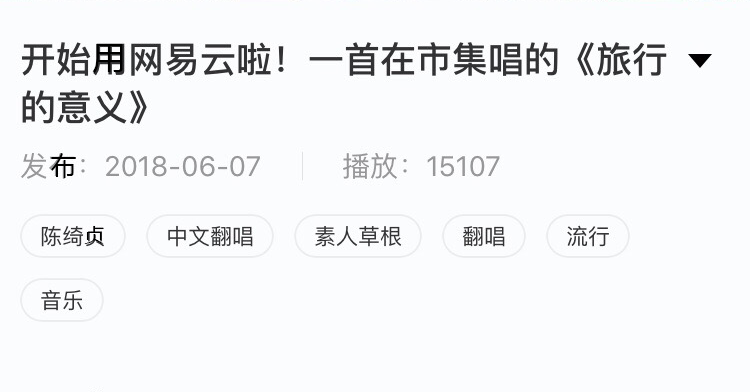 开始用网易云啦！一首在市集唱的《旅行
的意义》
发布：2018-06-07 播放：15107
陈绮贞 中文翻唱 素人草根 翻唱 流行
音乐